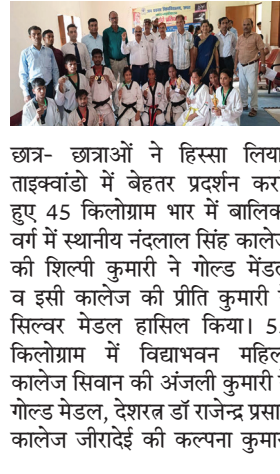 छात्र- छात्राओं ने हिस्सा लिया
ताइक्वांडो में बेहतर प्रदर्शन कर
हुए 45 किलोग्राम भार में बालिक
वर्ग में स्थानीय नंदलाल सिंह कालेज
की शिल्पी कुमारी ने गोल्ड मेंडल
व इसी कालेज की प्रीति कुमारी
सिल्वर मेडल हासिल किया। 5
किलोग्राम में विद्याभवन महिल
कालेज सिवान की अंजली कुमारी
गोल्ड मेडल, देशरत्न डॉ राजेन्द्र प्रसा
कालेज जीरादेई की कल्पना कुमार